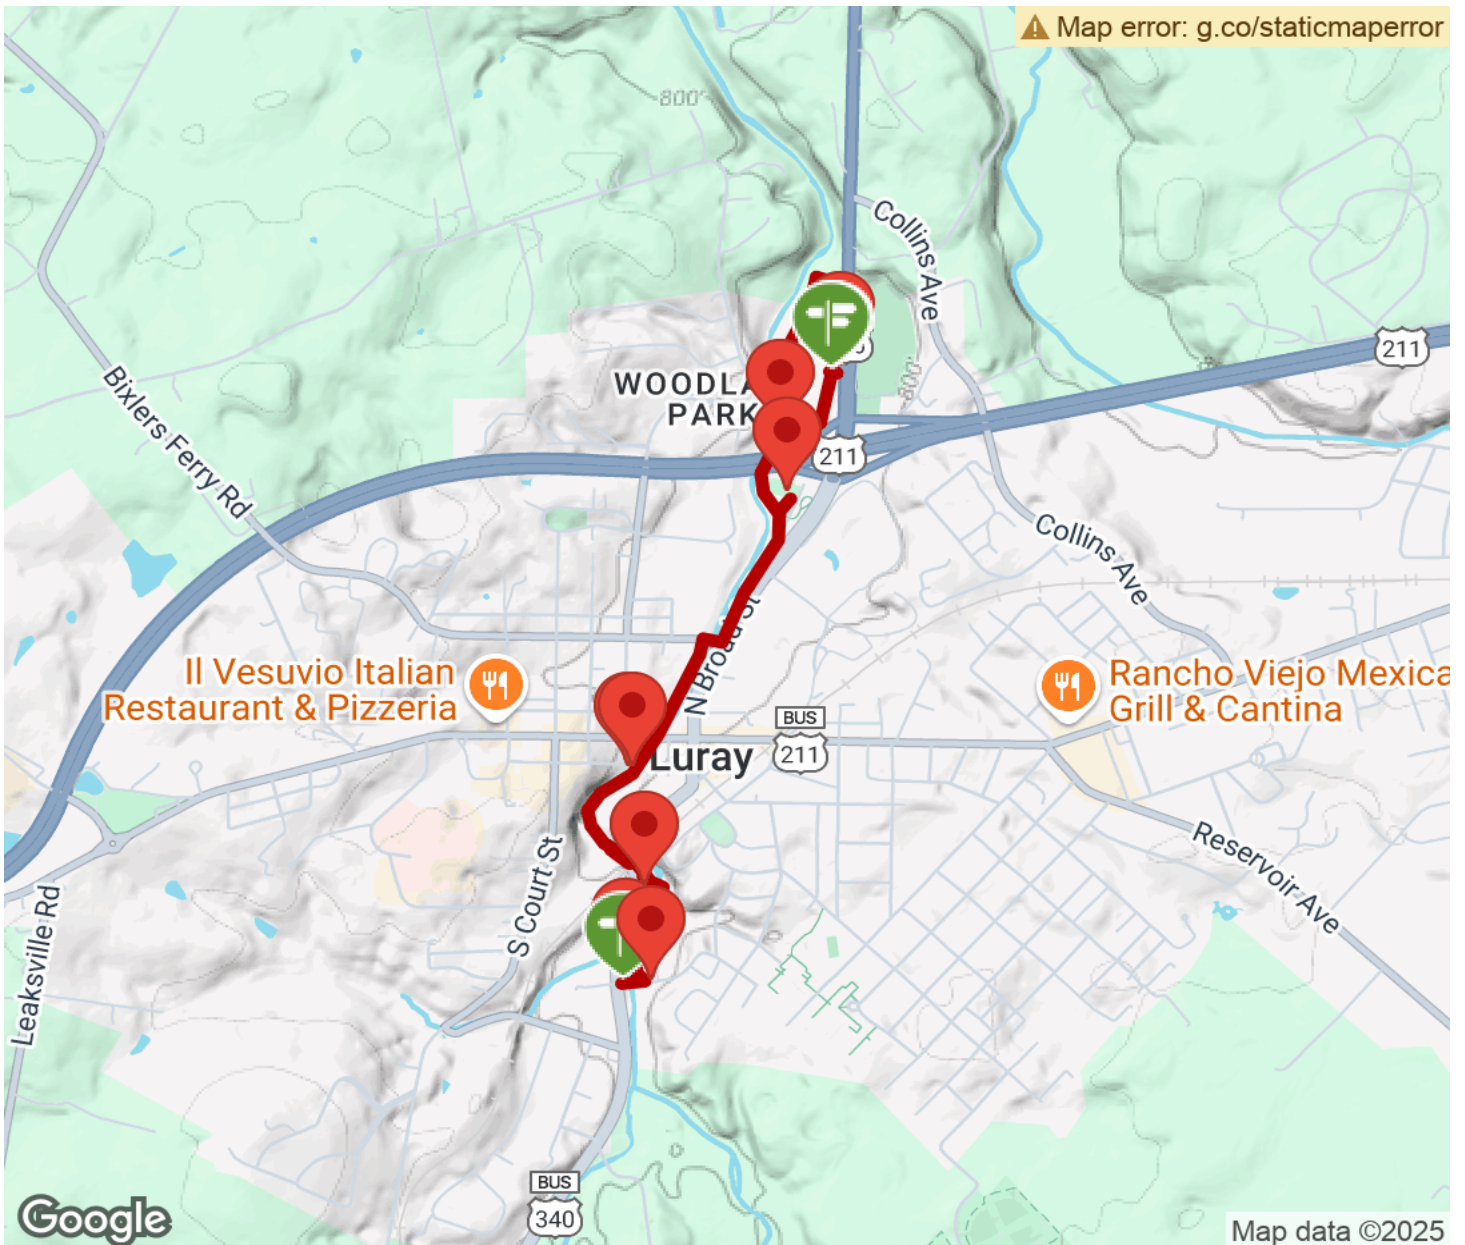 Map error: g.co/staticmaperror
800'
Collins Ave
211
WOODLA
PARK
Bixlers Ferry Rd
800
211
Collins Ave
N Broad St
Il Vesuvio Italian
Restaurant & Pizzeria
Rancho Viejo Mexica
Grill & Cantina
BUS
211
Luray
Reservoir Ave
S Court St
Leaksville Rd
BUS
340
Google
Map data ©2025